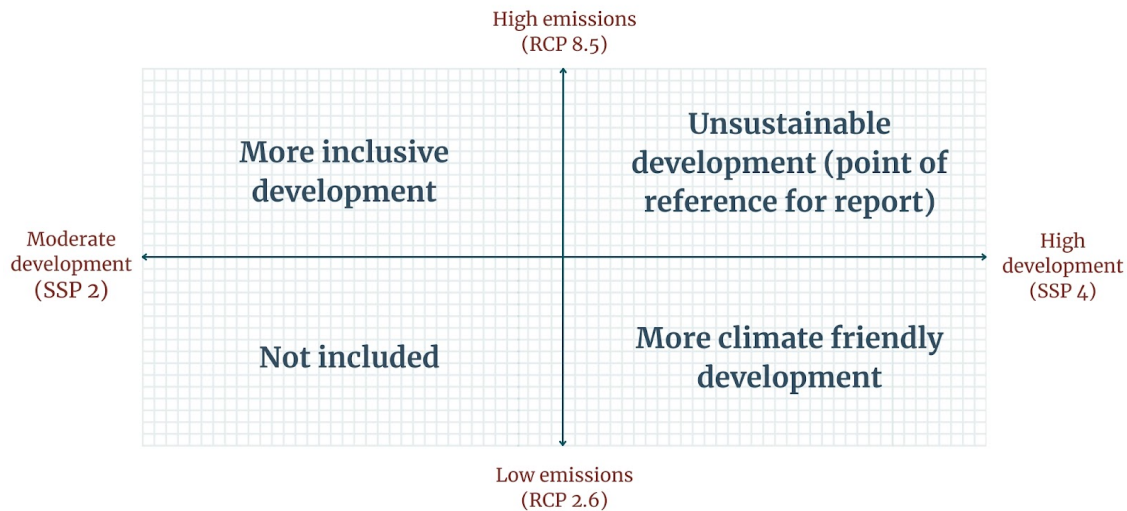 High emissions
(RCP 8.5)
More inclusive
development
Unsustainable
development (point of
reference for report)
Moderate
development
(SSP 2)
High
development
(SSP 4)
Not included
More climate friendly
development
Low emissions
(RCP 2.6)